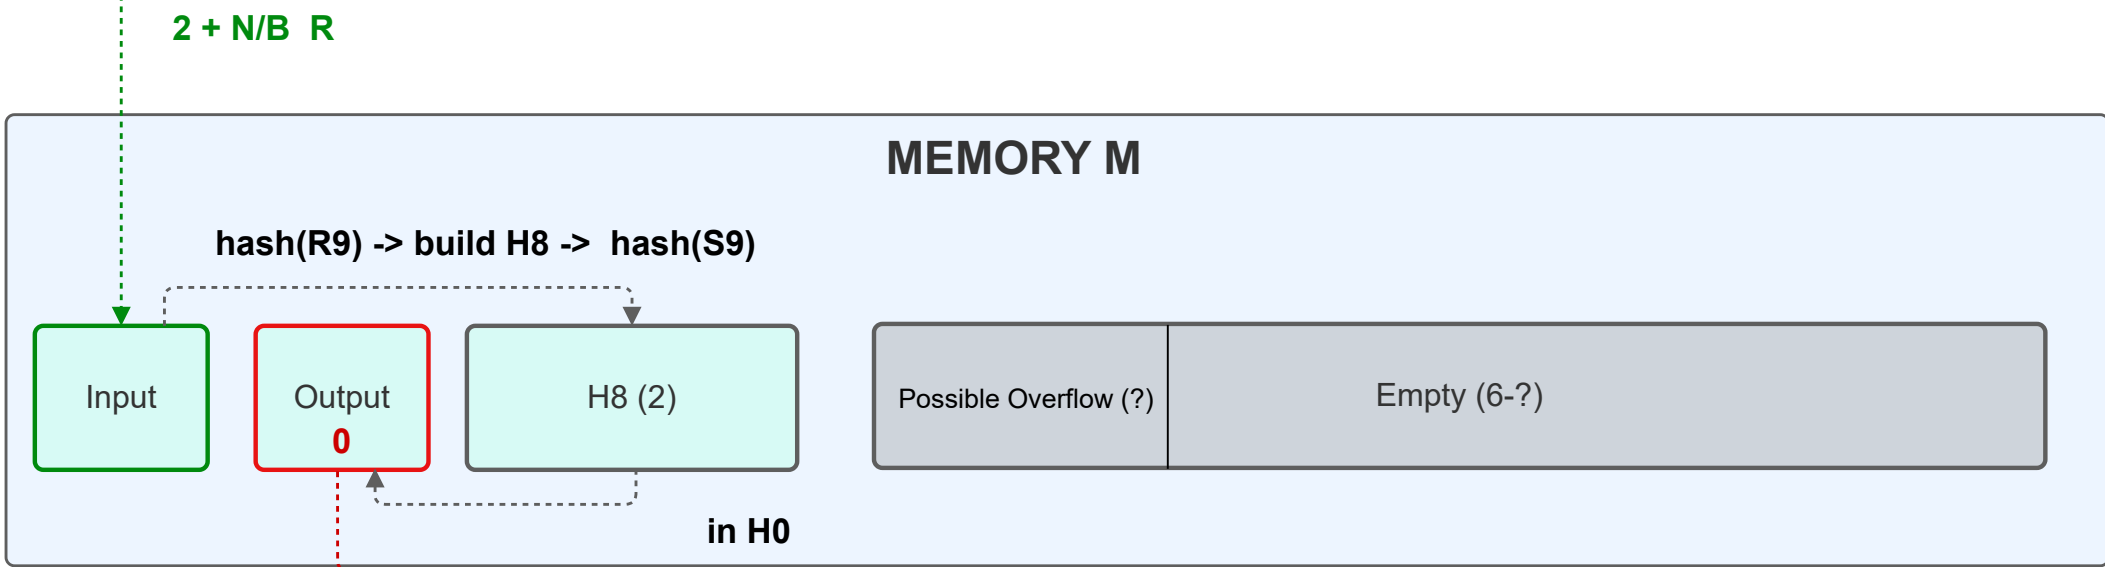 2 + N/B  R
MEMORY M
hash(R9) -> build H8 ->  hash(S9)
Input
Output
0
H8 (2)
Possible Overflow (?)
Empty (6-?)
in H0